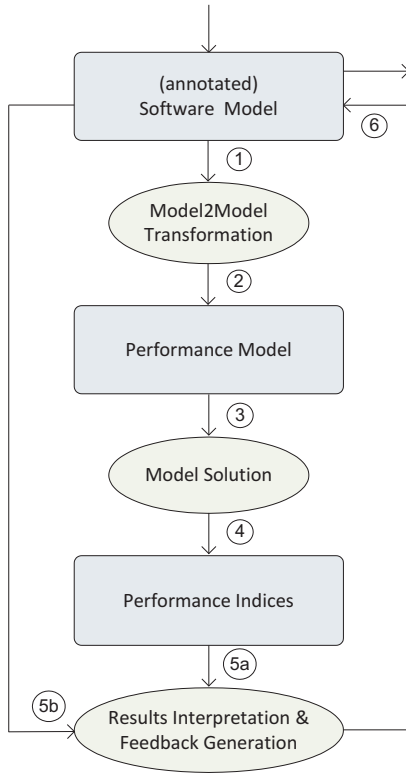 (annotated)
Software Model
6
1
Model2Model
Transformation
2
Performance Model
3
Model Solution
4
Performance Indices
5a
5b
Results Interpretation &
Feedback Generation